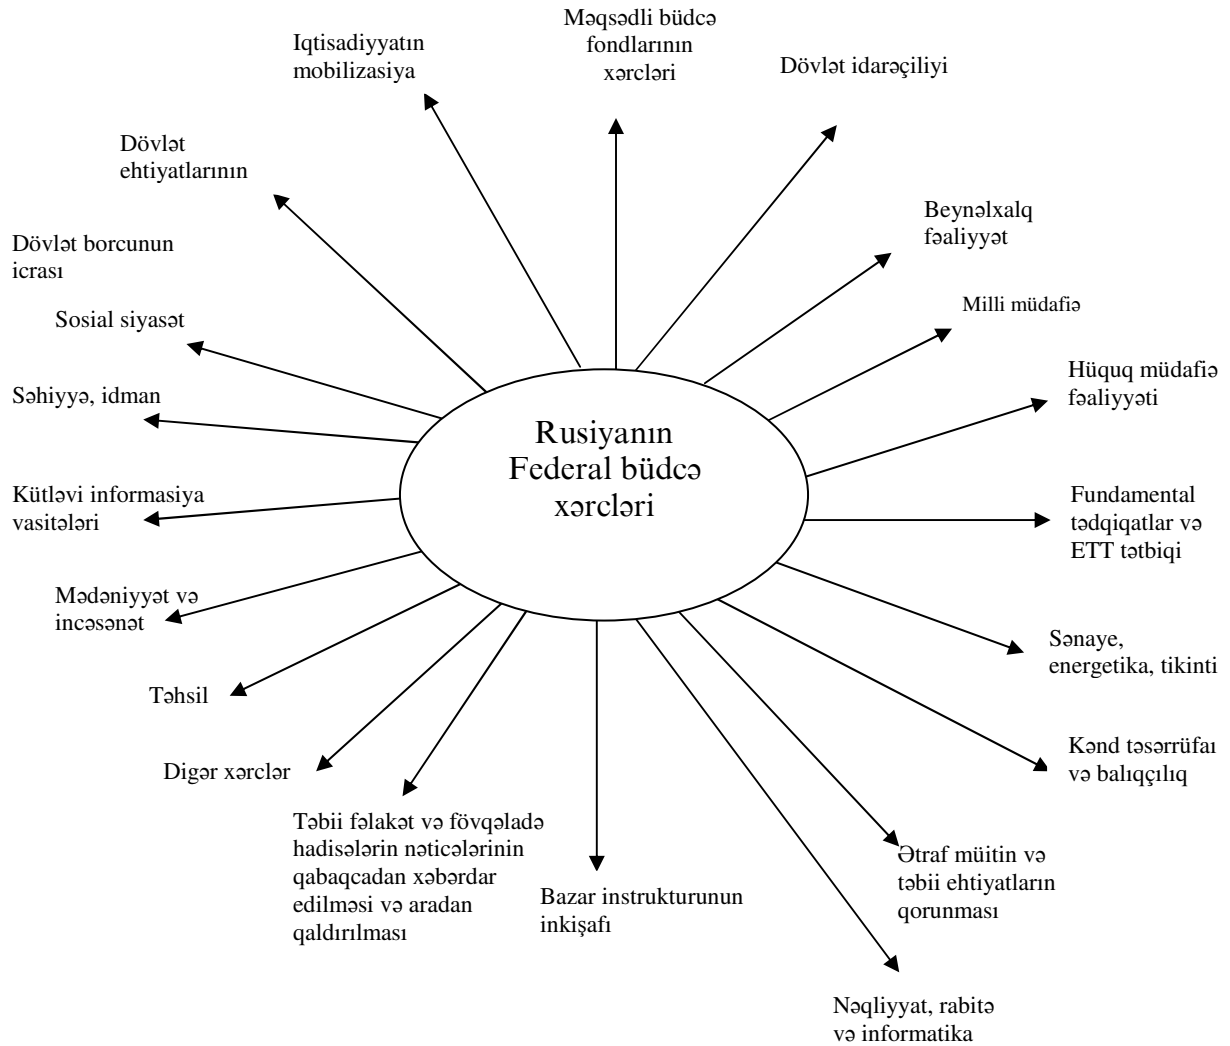 Məqsədli büdcə
fondlarının
xərcləri
Iqtisadiyyatın
mobilizasiya
Dövlət idarəçiliyi
Dövlət
ehtiyatlarının
Beynəlxalq
fəaliyyət
Dövlət borcunun
icrası
Milli müdafiə
Sosial siyasət
Hüquq müdafiə
fəaliyyəti
Səhiyyə, idman
Rusiyanın
Federal büdcə
xərcləri
Kütləvi informasiya
vasitələri
Fundamental
tədqiqatlar və
ETT tətbiqi
Mədəniyyət və
incəsənət
Sənaye,
energetika, tikinti
Təhsil
Kənd təsərrüfaı
və balıqçılıq
Digər xərclər
Təbii fəlakət və fövqəladə
hadisələrin nəticələrinin
qabaqcadan xəbərdar
edilməsi və aradan
qaldırılması
Bazar instrukturunun
inkişafı
Ətraf müitin və
təbii ehtiyatların
qorunması
Nəqliyyat, rabitə
və informatika